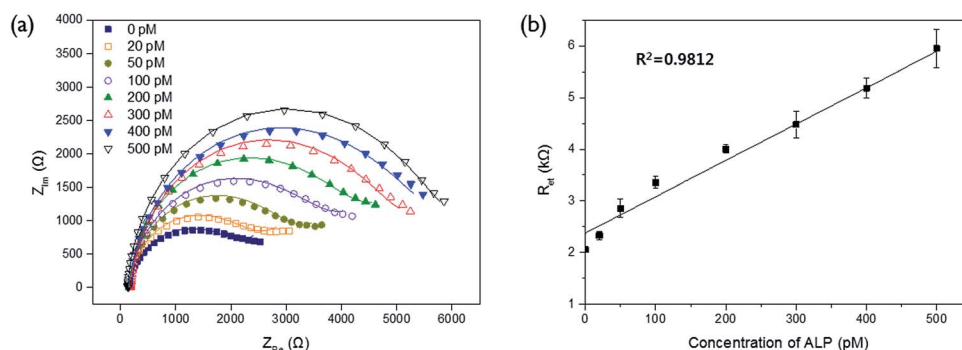 (a)
4000
3500
3000
2500
2000
1500
1000
500
0
Z_Im (Ω)
0 pM
20 pM
50 pM
100 pM
200 pM
300 pM
400 pM
500 pM
0
1000
2000
3000
4000
5000
6000
(Ω)
(b)
R²=0.9812
6
5
4
3
2
1
R_et (kΩ)
0
100
200
300
400
500
Concentration of ALP (pM)